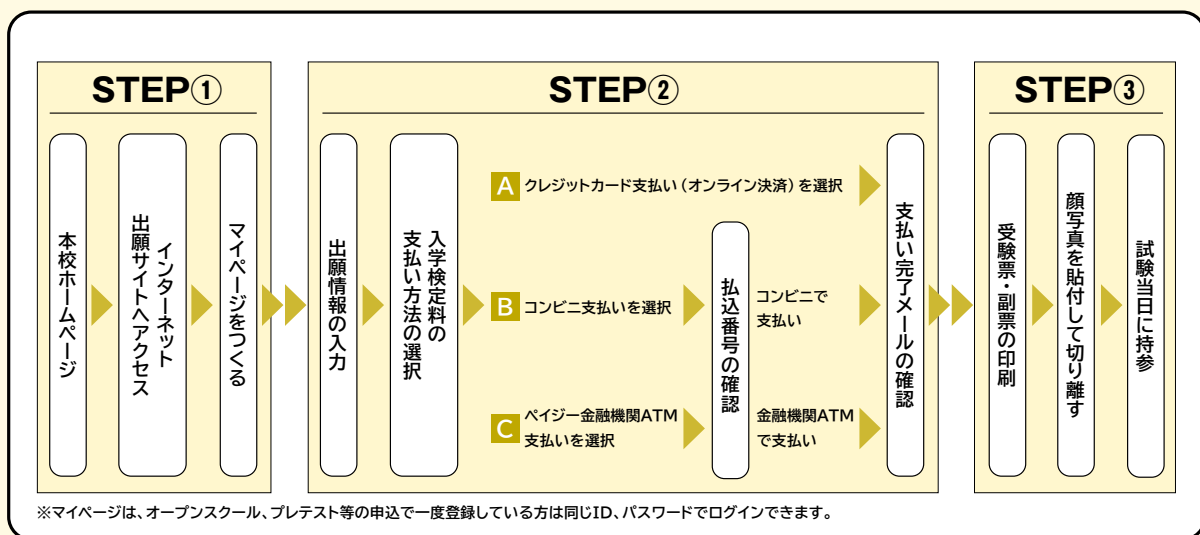 STEP①
本校ホームページ
インターネット
出願サイトへアクセス
マイページをつくる
STEP②
出願情報の入力
入学検定料の
支払い方法の選択
A クレジットカード支払い（オンライン決済）を選択
B コンビニ支払いを選択
C ペイジー金融機関ATM
支払いを選択
払込番号の確認
コンビニで
支払い
金融機関ATM
で支払い
支払い完了メールの確認
STEP③
受験票・副票の印刷
顔写真を貼付して切り離す
試験当日に持参
※マイページは、オープンスクール、プレテスト等の申込で一度登録している方は同じID、パスワードでログインできます。